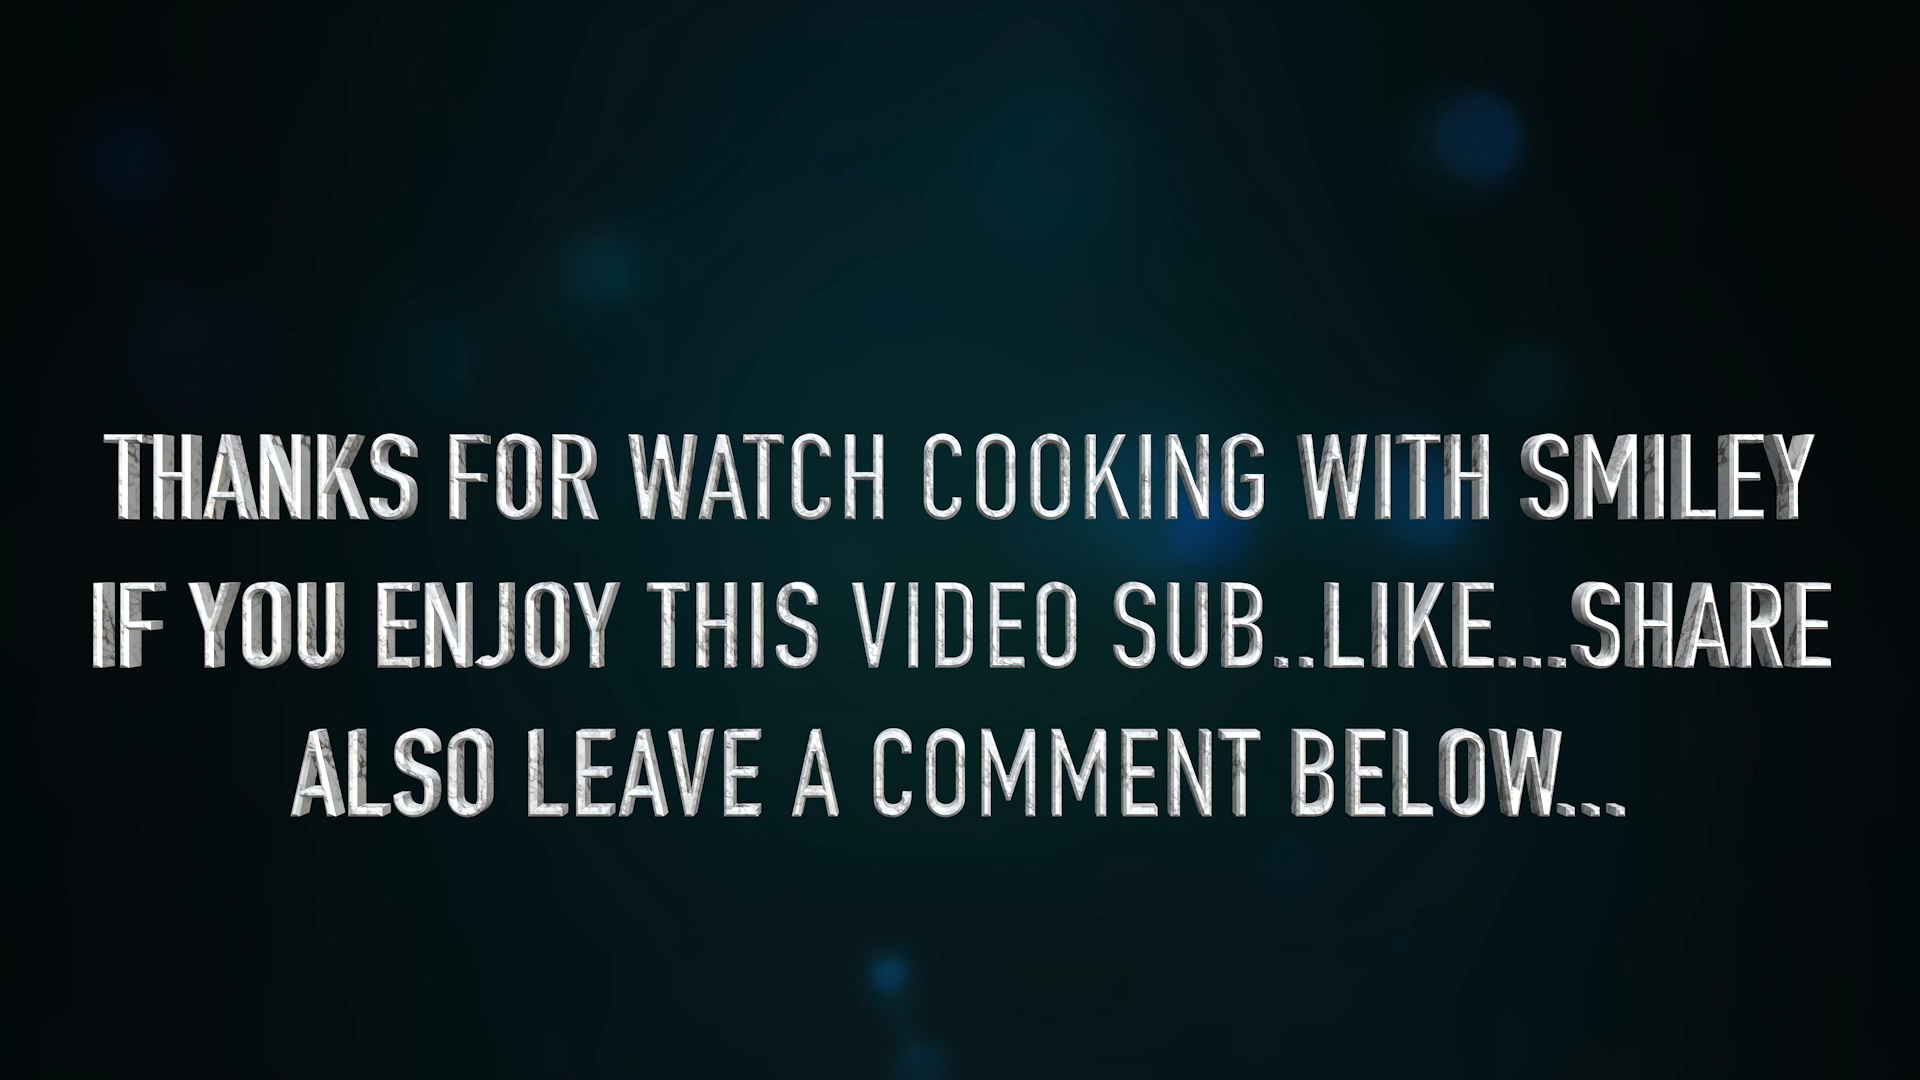 THANKS FOR WATCH COOKING WITH SMILEY
IF YOU ENJOY THIS VIDEO SUB..LIKE...SHARE
ALSO LEAVE A COMMENT BELOW...